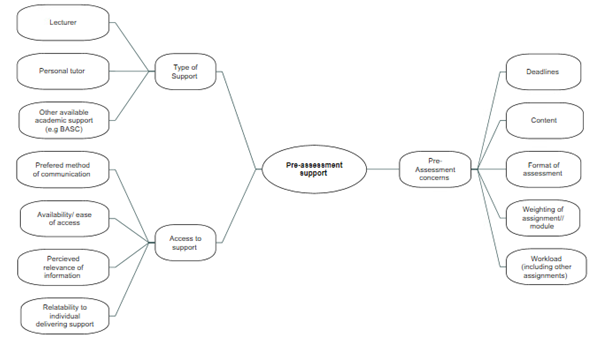 Lecturer
Personal tutor
Other available
academic support
(e.g BASC)
Prefered method
of communication
Availability/ ease
of access
Percieved
relevance of
information
Relatability to
individual
delivering support
Type of
Support
Access to
support
Pre-assessment
support
Pre-
Assessment
concerns
Deadlines
Content
Format of
assessment
Weighting of
assignment//
module
Workload
(including other
assignments)